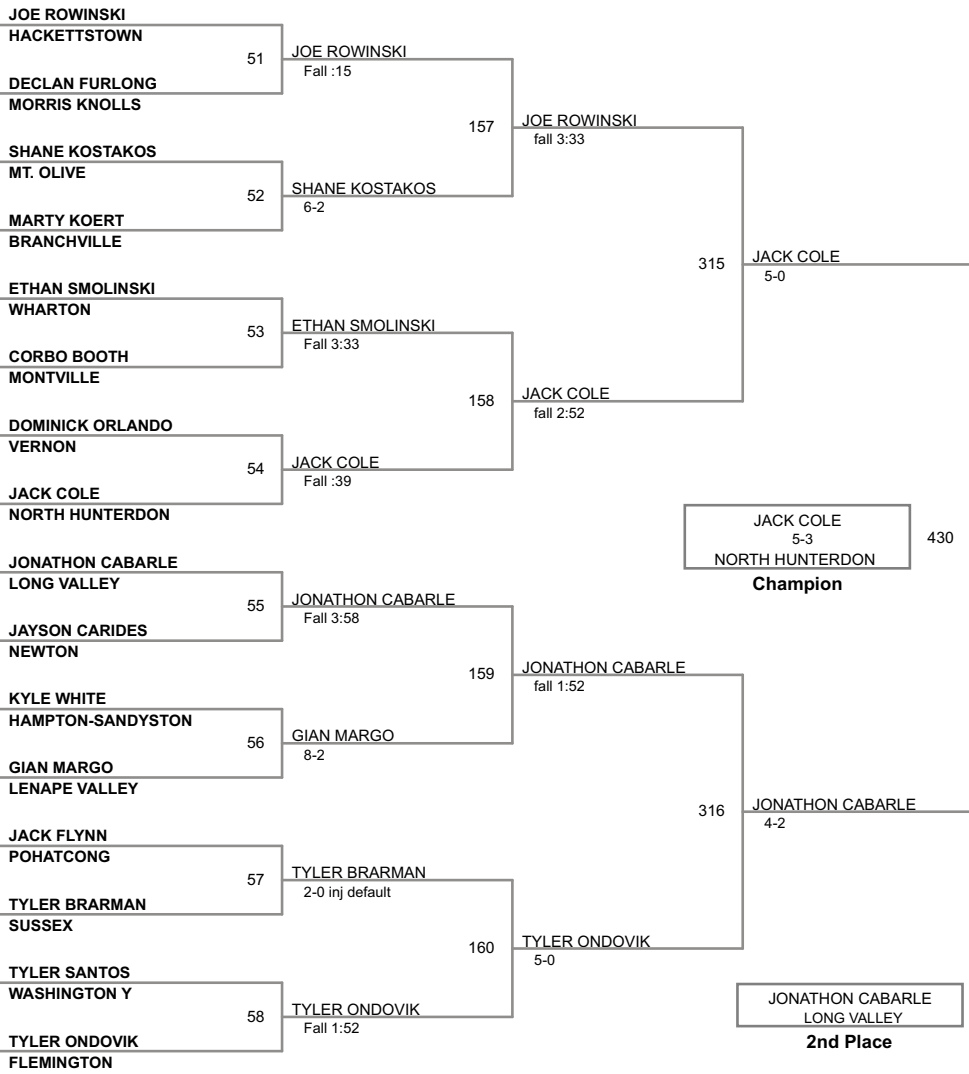 JOE ROWINSKI
HACKETTSTOWN
51
JOE ROWINSKI
Fall :15
DECLAN FURLONG
MORRIS KNOLLS
157
JOE ROWINSKI
fall 3:33
SHANE KOSTAKOS
MT. OLIVE
52
SHANE KOSTAKOS
6-2
MARTY KOERT
BRANCHVILLE
315
JACK COLE
5-0
ETHAN SMOLINSKI
WHARTON
53
ETHAN SMOLINSKI
Fall 3:33
CORBO BOOTH
MONTVILLE
158
JACK COLE
fall 2:52
DOMINICK ORLANDO
VERNON
54
JACK COLE
Fall :39
JACK COLE
NORTH HUNTERDON
JACK COLE
5-3
NORTH HUNTERDON
430
Champion
JONATHON CABARLE
LONG VALLEY
55
JONATHON CABARLE
Fall 3:58
JAYSON CARIDES
NEWTON
159
JONATHON CABARLE
fall 1:52
KYLE WHITE
HAMPTON-SANDYSTON
56
GIAN MARGO
8-2
GIAN MARGO
LENAPE VALLEY
316
JONATHON CABARLE
4-2
JACK FLYNN
POHATCONG
57
TYLER BRARMAN
2-0 inj default
TYLER BRARMAN
SUSSEX
160
TYLER ONDOVIK
5-0
TYLER SANTOS
WASHINGTON Y
58
TYLER ONDOVIK
Fall 1:52
TYLER ONDOVIK
FLEMINGTON
JONATHON CABARLE
LONG VALLEY
2nd Place